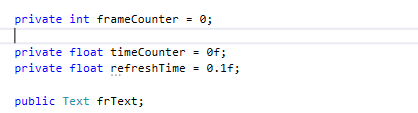 private int frameCounter = 0;
private float timeCounter = 0f;
private float refreshTime = 0.1f;
public Text frText;